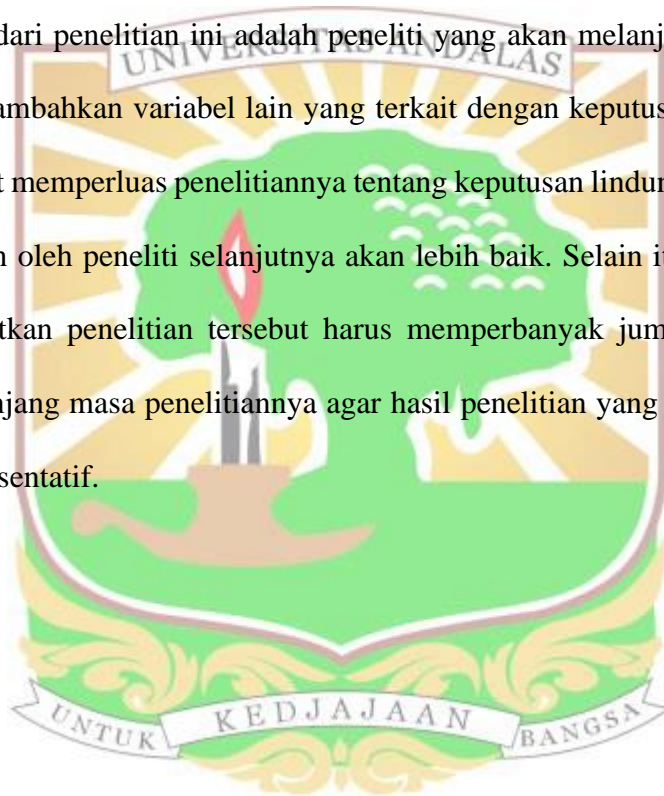 dari penelitian ini adalah peneliti yang akan melanj
UNIVERSITAS ANDALAS
ambahkan variabel lain yang terkait dengan keputus
t memperluas penelitiannya tentang keputusan lindun
n oleh peneliti selanjutnya akan lebih baik. Selain it
tkan penelitian tersebut harus memperbanyak jum
njang masa penelitiannya agar hasil penelitian yang
sentatif.
UNTUK KEDJAJAAN BANGSA